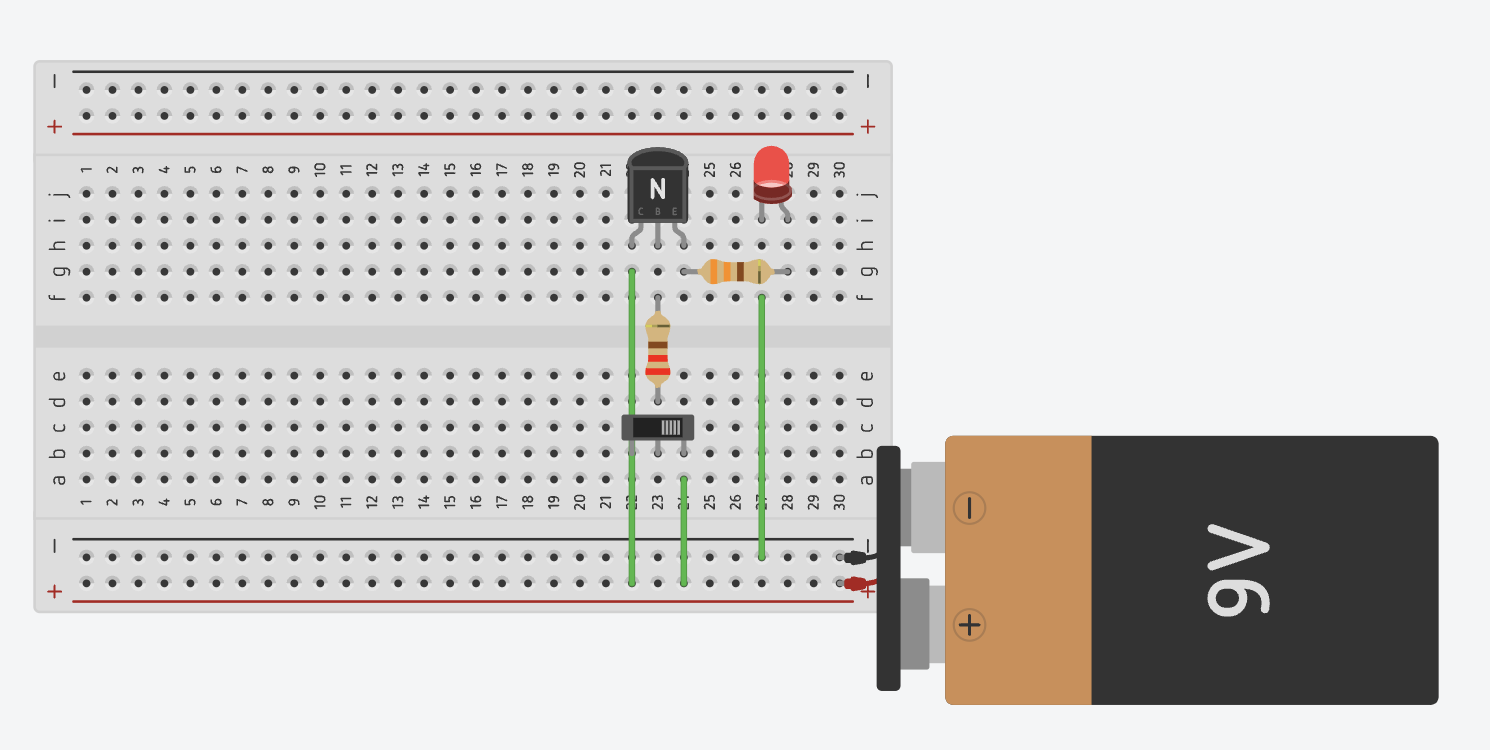 − −
+ +
1 2 3 4 5 6 7 8 9 10 11 12 13 14 15 16 17 18 19 20 21 25 26 28 29 30
j j
N
C B E
i i
h h
g g
f f
e e
d d
c c
b b
a a
1 2 3 4 5 6 7 8 9 10 11 12 13 14 15 16 17 18 19 20 21 22 23 24 25 26 27 28 29 30
− −
+ +
−
9V
+